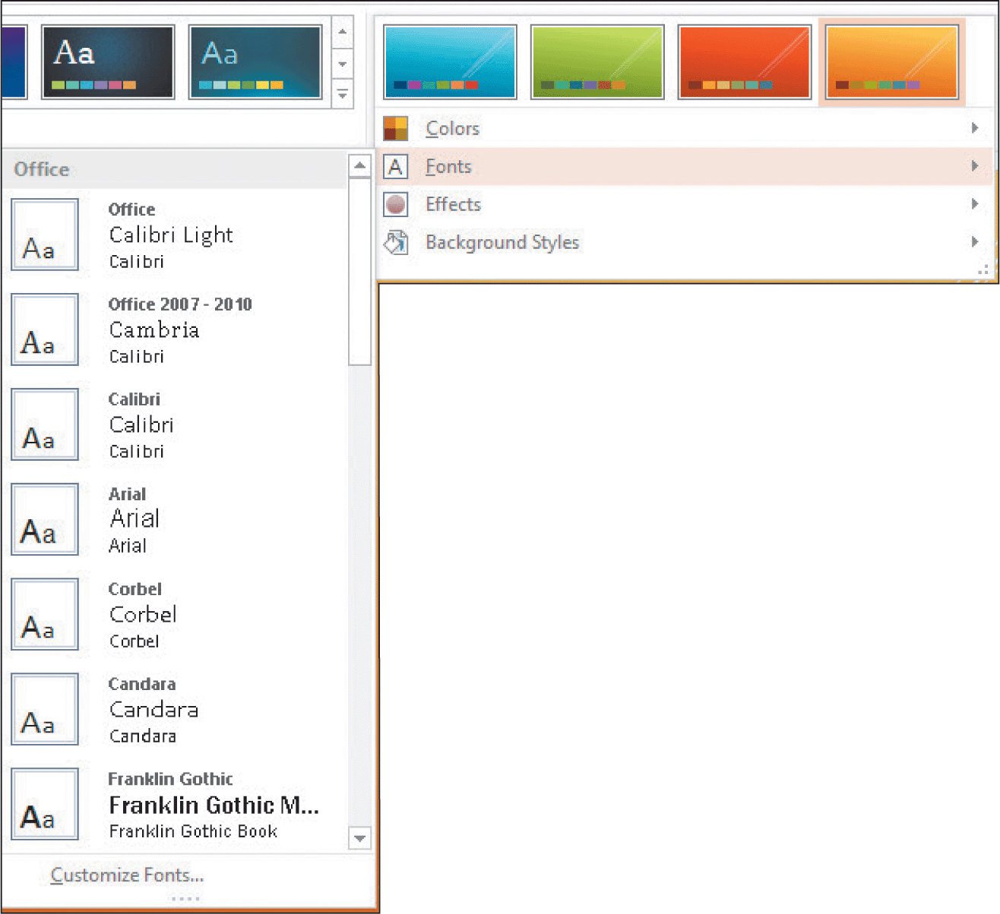 Aa
Aa
Colors
Fonts
Effects
Background Styles
Office
Aa
Office
Calibri Light
Calibri
Aa
Office 2007 - 2010
Cambria
Calibri
Aa
Calibri
Calibri
Calibri
Aa
Arial
Arial
Arial
Aa
Corbel
Corbel
Corbel
Aa
Candara
Candara
Candara
Aa
Franklin Gothic
Franklin Gothic M...
Franklin Gothic Book
Customize Fonts...